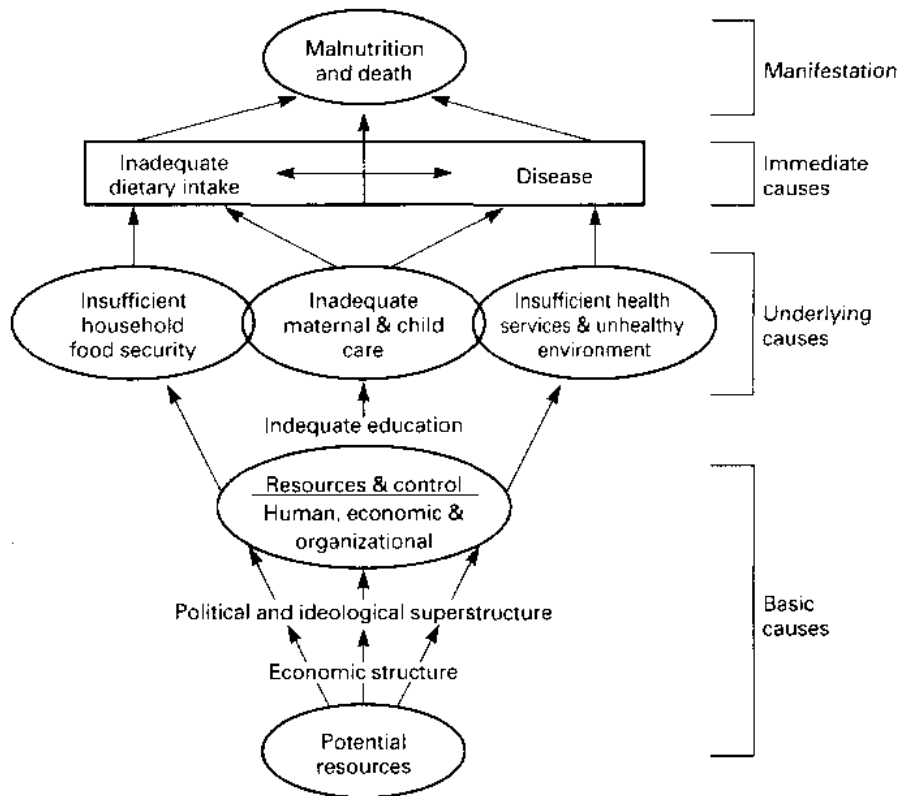 Malnutrition
and death
Manifestation
Inadequate
dietary intake
Disease
Immediate
causes
Insufficient
household
food security
Inadequate
maternal & child
care
Insufficient health
services & unhealthy
environment
Underlying
causes
Indequate education
Resources & control
Human, economic &
organizational
Political and ideological superstructure
Economic structure
Potential
resources
Basic
causes